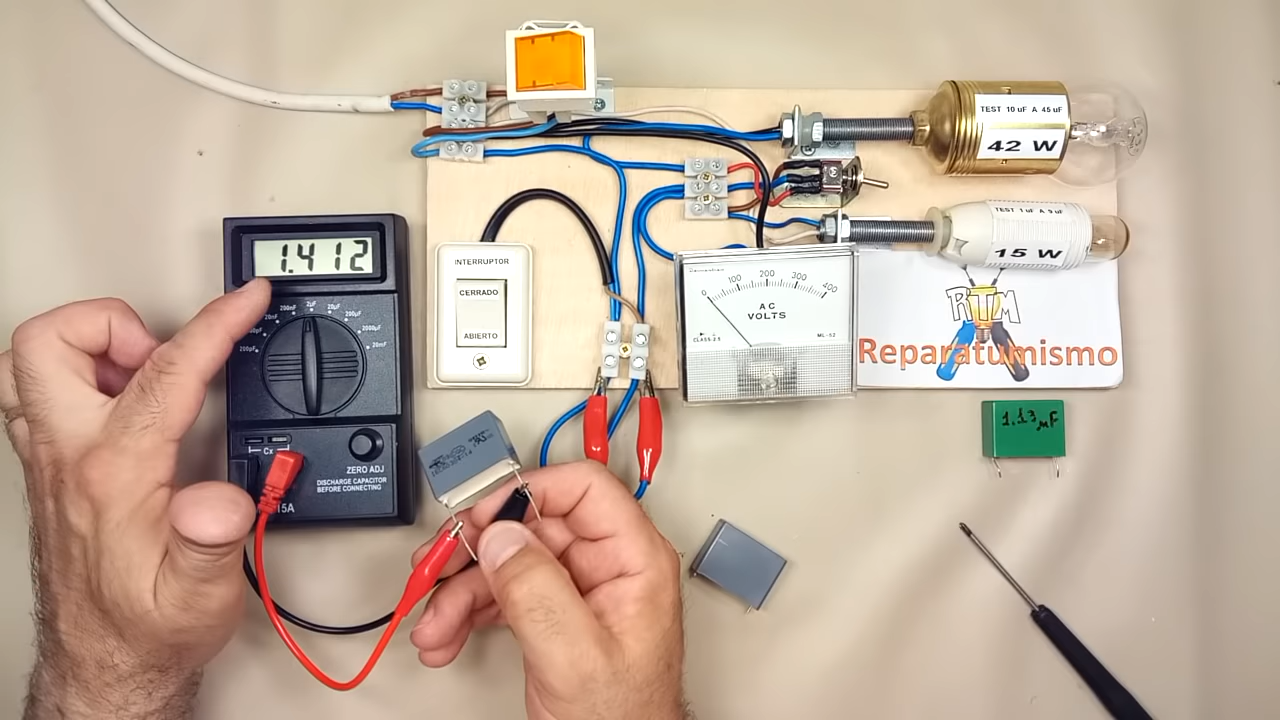 1.412
200nF
2µF
20µF
200µF
2000µF
20mF
200pF
Cx
ZERO ADJ
DISCHARGE CAPACITOR
BEFORE CONNECTING
15A
INTERRUPTOR
CERRADO
ABIERTO
0
100
200
300
400
AC
VOLTS
CLASS 2.5
ML-52
TEST 10 uF A 45 uF
42 W
TEST 1 uF A 9 uF
15 W
RTM
Reparatumismo
1.13 µF